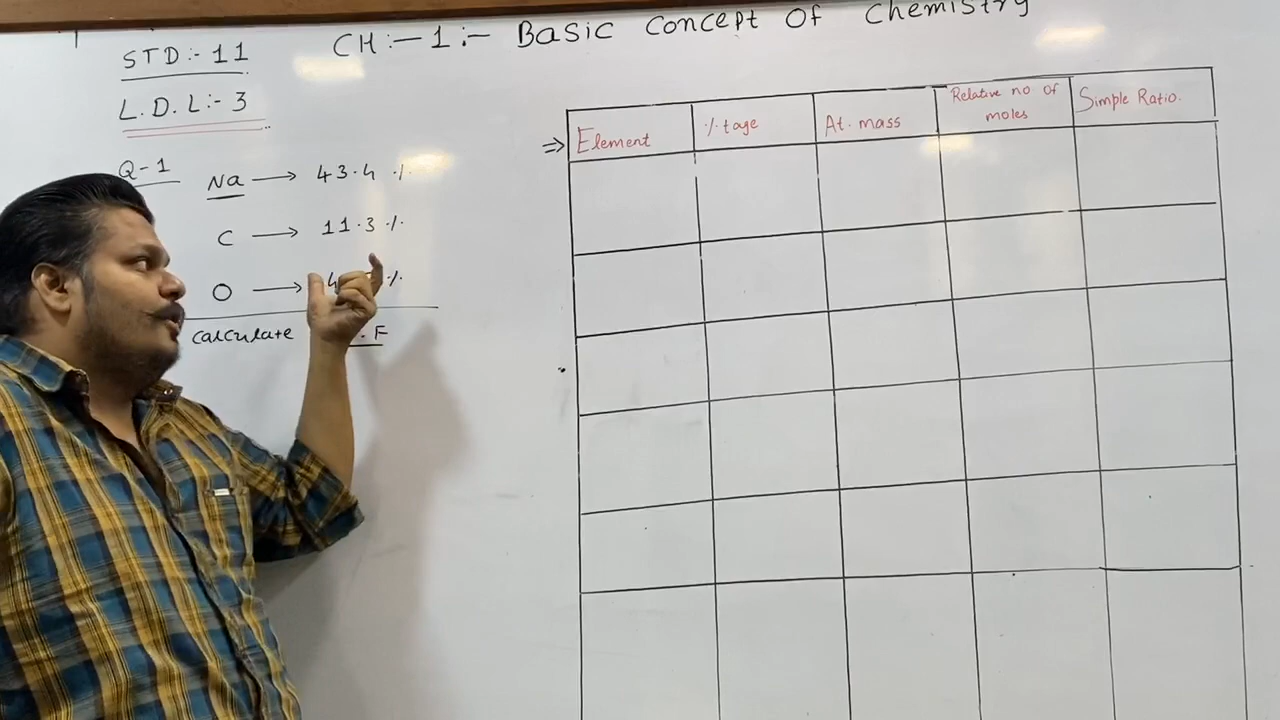 CH:-1:- Basic Concept Of Chemistry
STD:-11
L.D.L:-3
Q-1
Na → 43.4 %
C → 11.3 %
O → 4 %
Calculate . F
⇒ Element %tage At. mass Relative no of moles Simple Ratio.